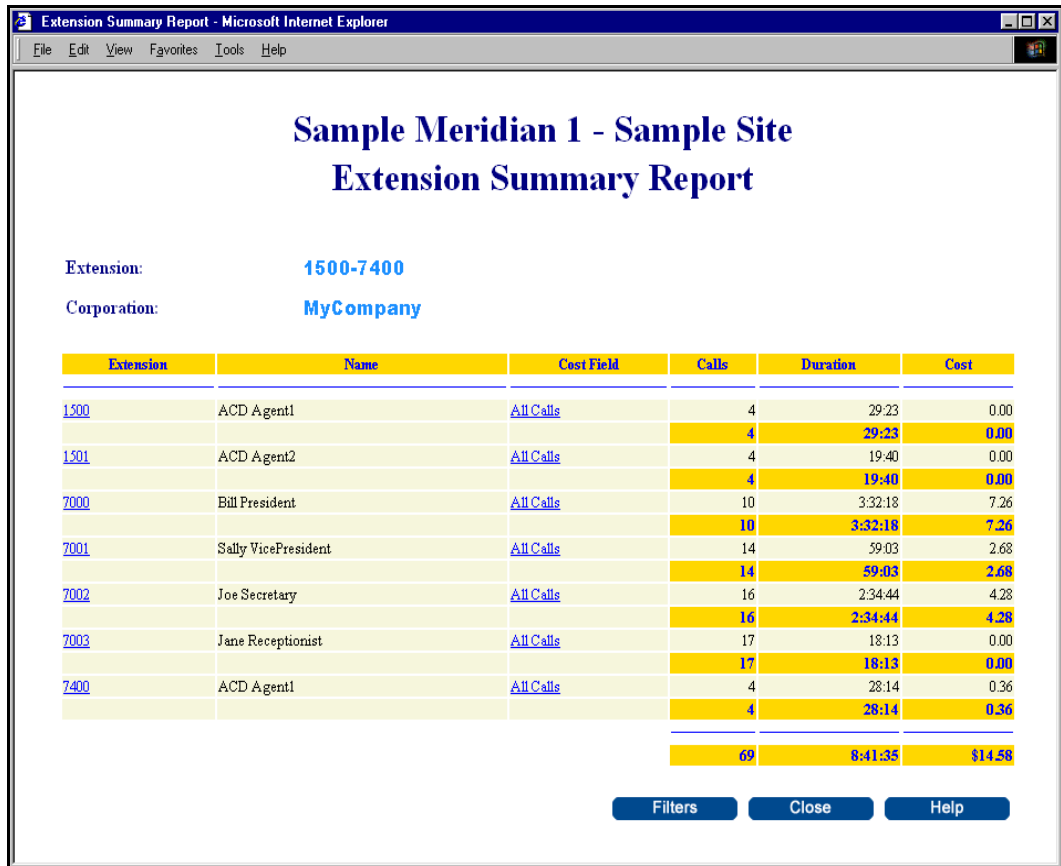 Extension Summary Report - Microsoft Internet Explorer
File Edit View Favorites Tools Help
Sample Meridian 1 - Sample Site
Extension Summary Report
Extension: 1500-7400
Corporation: MyCompany
Extension Name Cost Field Calls Duration Cost
1500 ACD Agent1 All Calls 4 29:23 0.00
4 29:23 0.00
1501 ACD Agent2 All Calls 4 19:40 0.00
4 19:40 0.00
7000 Bill President All Calls 10 3:32:18 7.26
10 3:32:18 7.26
7001 Sally VicePresident All Calls 14 59:03 2.68
14 59:03 2.68
7002 Joe Secretary All Calls 16 2:34:44 4.28
16 2:34:44 4.28
7003 Jane Receptionist All Calls 17 18:13 0.00
17 18:13 0.00
7400 ACD Agent1 All Calls 4 28:14 0.36
4 28:14 0.36
69 8:41:35 $14.58
Filters Close Help